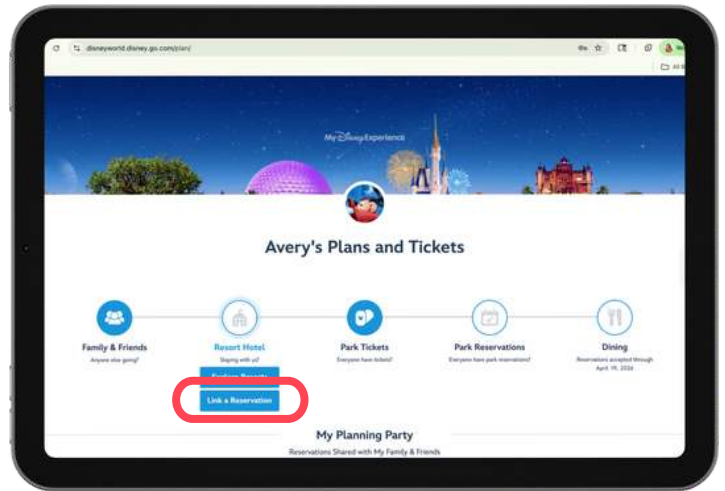 disneyworld.disney.go.com/plan/
My Disney Experience
Avery's Plans and Tickets
Family & Friends
Anyone else going?
Resort Hotel
Staying with us?
Explore Resorts
Link a Reservation
Park Tickets
Everyone have tickets?
Park Reservations
Everyone have park reservations?
Dining
Reservations accepted through
April 19, 2026
My Planning Party
Reservations Shared with My Family & Friends